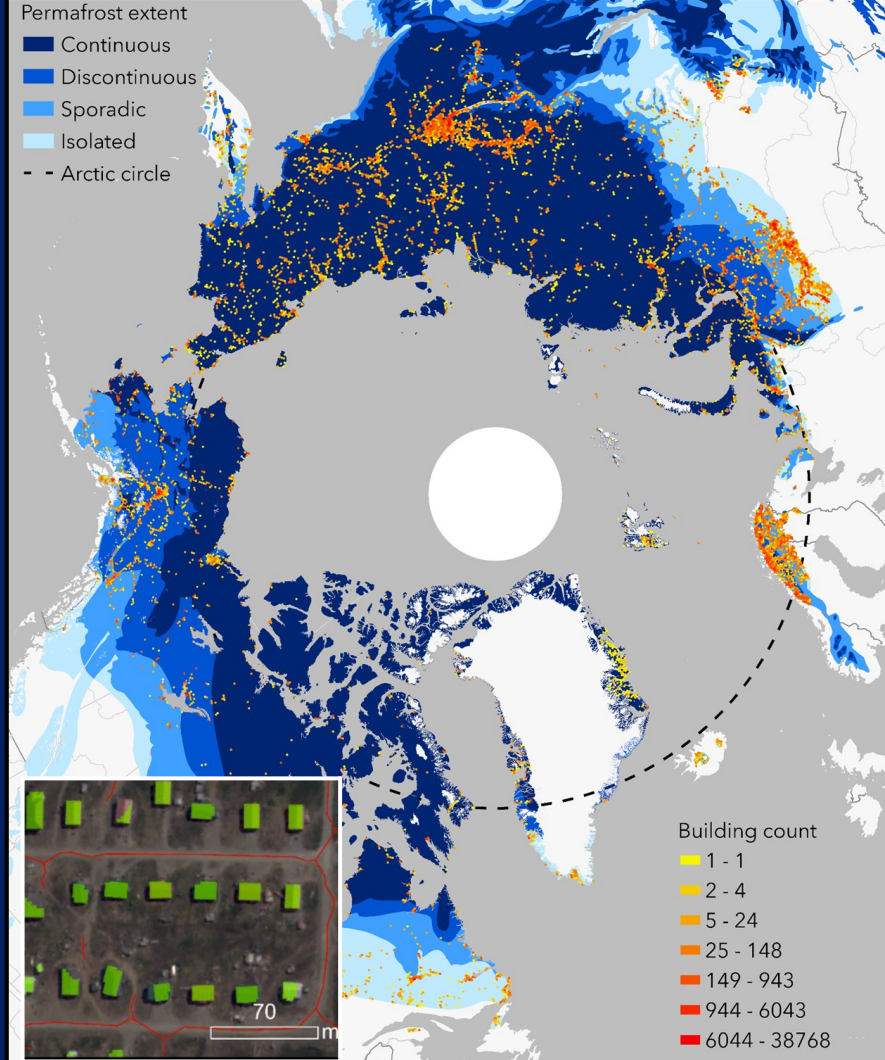 Permafrost extent
Continuous
Discontinuous
Sporadic
Isolated
Arctic circle
70
m
Building count
1 - 1
2 - 4
5 - 24
25 - 148
149 - 943
944 - 6043
6044 - 38768